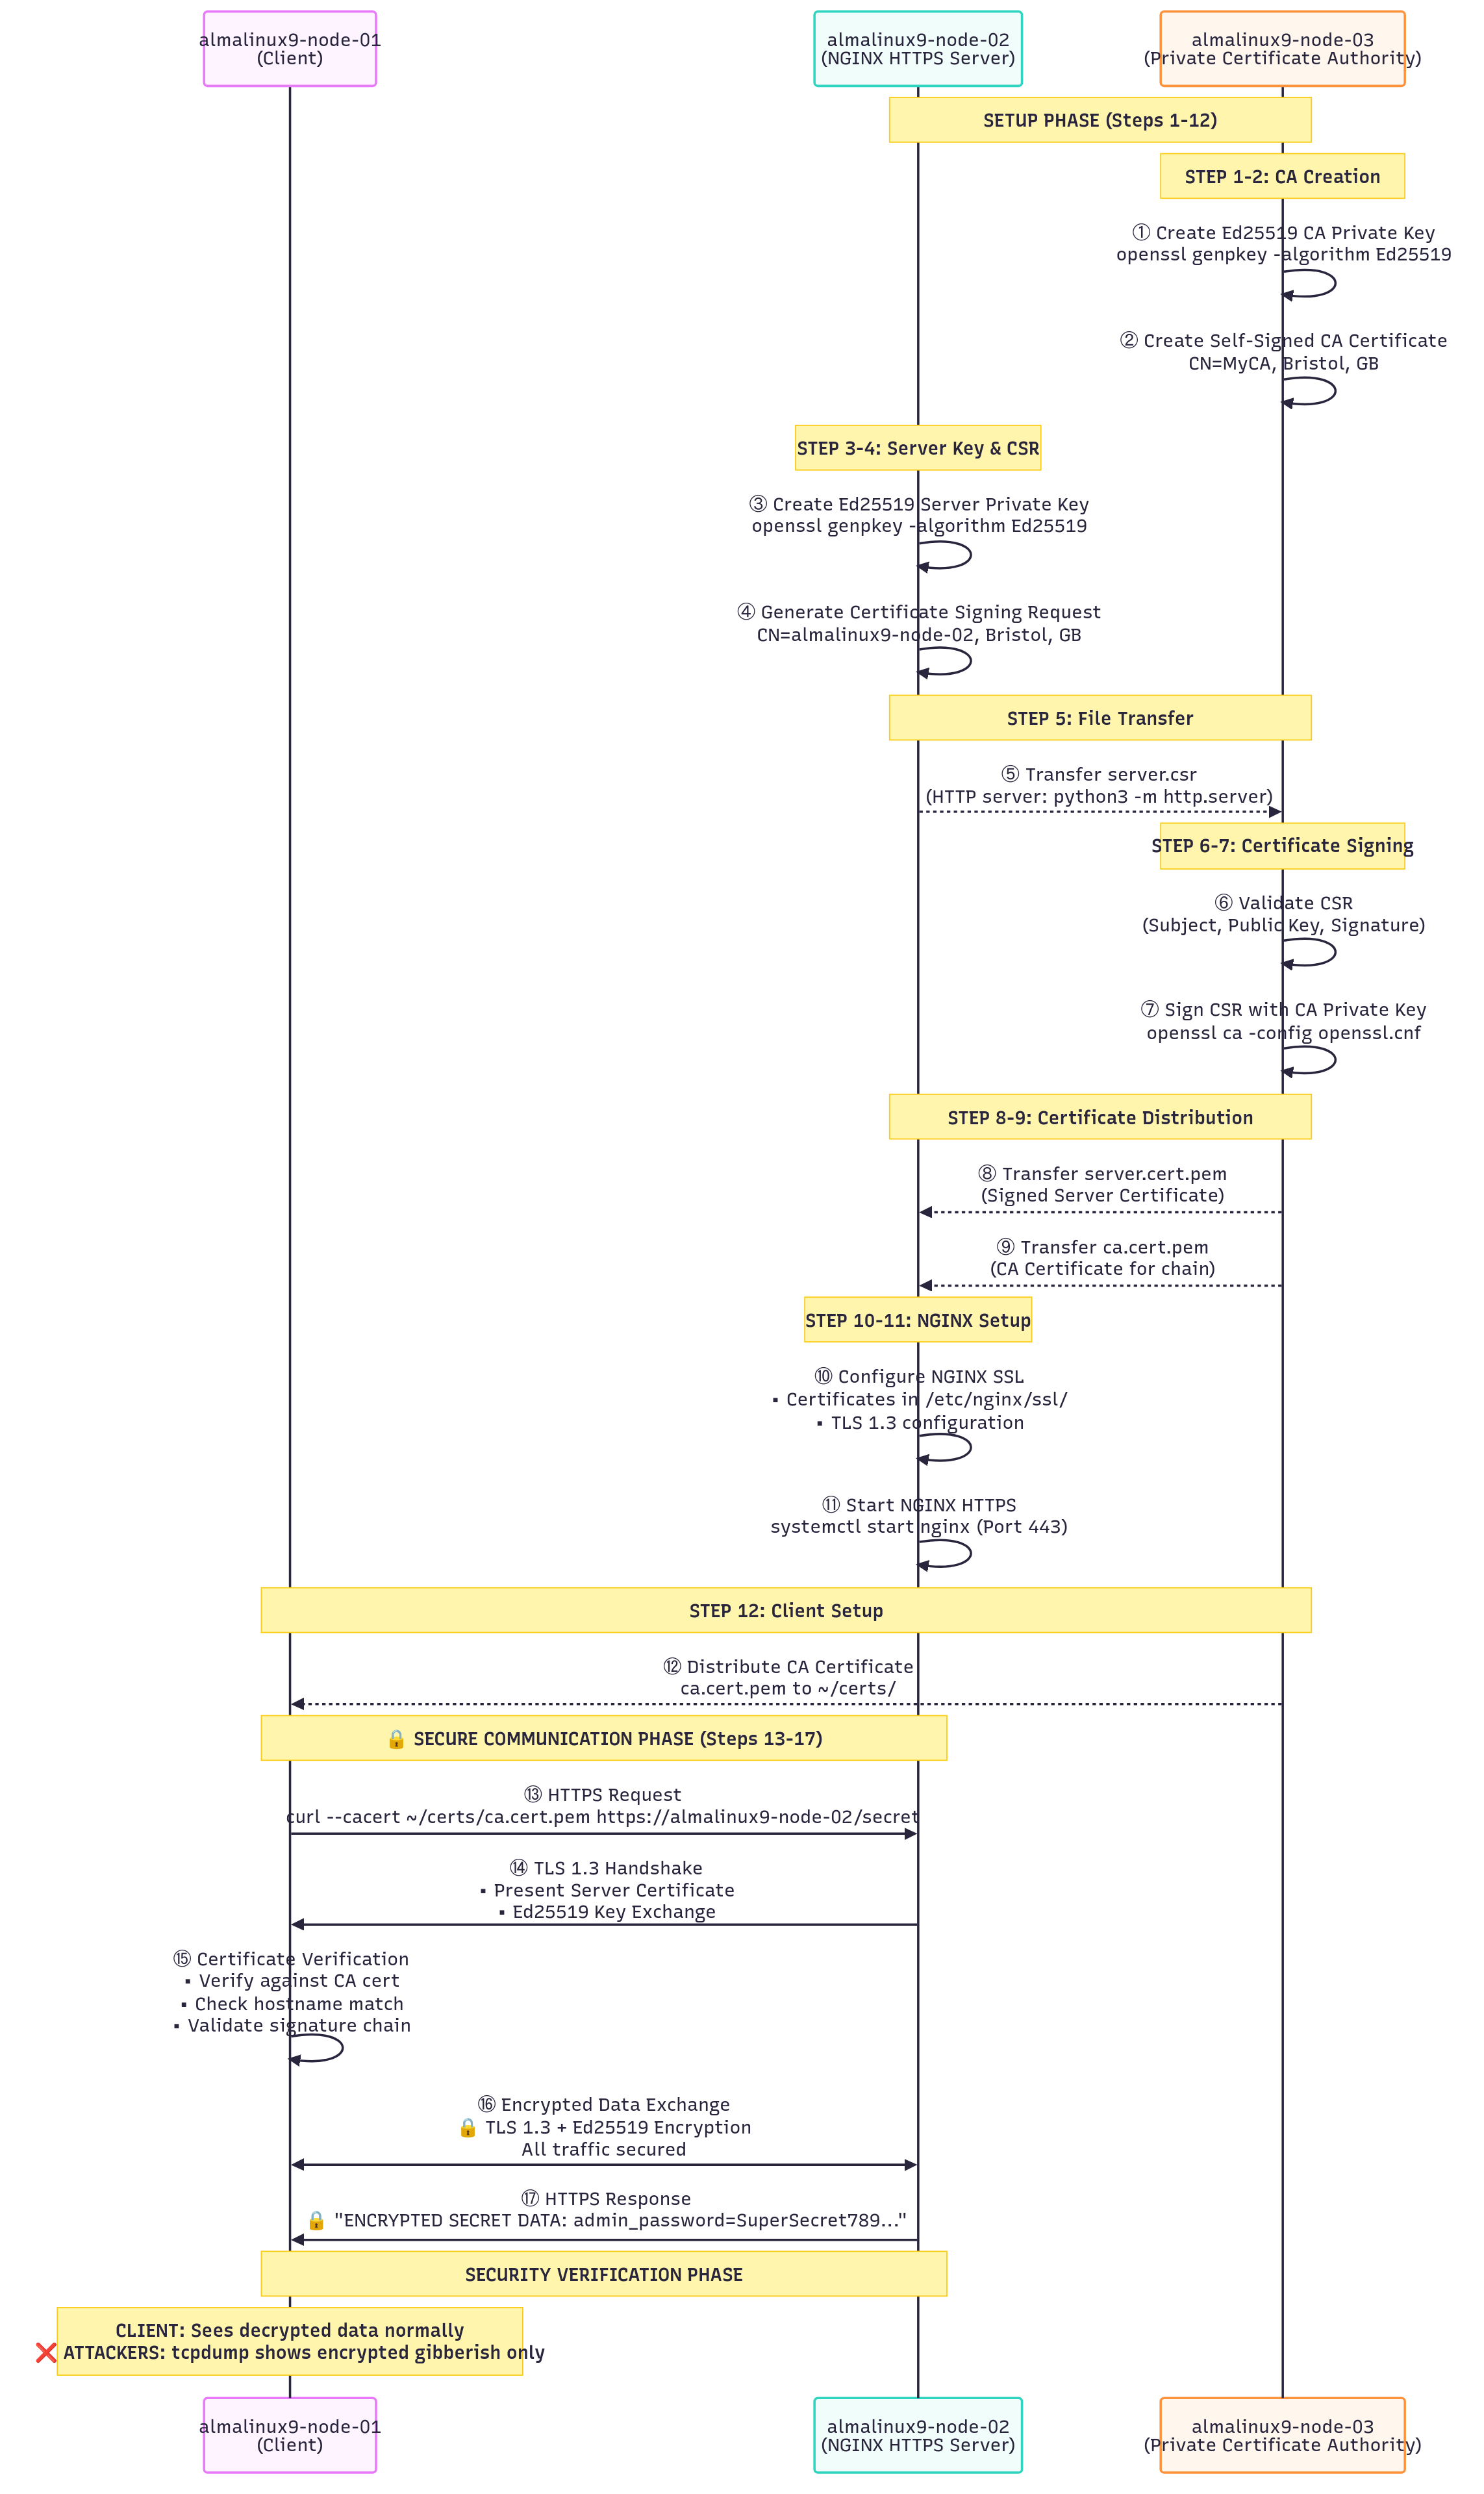 almalinux9-node-01
(Client)
almalinux9-node-02
(NGINX HTTPS Server)
almalinux9-node-03
(Private Certificate Authority)
SETUP PHASE (Steps 1-12)
STEP 1-2: CA Creation
① Create Ed25519 CA Private Key
openssl genpkey -algorithm Ed25519
② Create Self-Signed CA Certificate
CN=MyCA, Bristol, GB
STEP 3-4: Server Key & CSR
③ Create Ed25519 Server Private Key
openssl genpkey -algorithm Ed25519
④ Generate Certificate Signing Request
CN=almalinux9-node-02, Bristol, GB
STEP 5: File Transfer
⑤ Transfer server.csr
(HTTP server: python3 -m http.server)
STEP 6-7: Certificate Signing
⑥ Validate CSR
(Subject, Public Key, Signature)
⑦ Sign CSR with CA Private Key
openssl ca -config openssl.cnf
STEP 8-9: Certificate Distribution
⑧ Transfer server.cert.pem
(Signed Server Certificate)
⑨ Transfer ca.cert.pem
(CA Certificate for chain)
STEP 10-11: NGINX Setup
⑩ Configure NGINX SSL
▪ Certificates in /etc/nginx/ssl/
▪ TLS 1.3 configuration
⑪ Start NGINX HTTPS
systemctl start nginx (Port 443)
STEP 12: Client Setup
⑫ Distribute CA Certificate
ca.cert.pem to ~/certs/
🔒 SECURE COMMUNICATION PHASE (Steps 13-17)
⑬ HTTPS Request
curl --cacert ~/certs/ca.cert.pem https://almalinux9-node-02/secret
⑭ TLS 1.3 Handshake
▪ Present Server Certificate
▪ Ed25519 Key Exchange
⑮ Certificate Verification
▪ Verify against CA cert
▪ Check hostname match
▪ Validate signature chain
⑯ Encrypted Data Exchange
🔒 TLS 1.3 + Ed25519 Encryption
All traffic secured
⑰ HTTPS Response
🔒 "ENCRYPTED SECRET DATA: admin_password=SuperSecret789..."
SECURITY VERIFICATION PHASE
CLIENT: Sees decrypted data normally
❌ ATTACKERS: tcpdump shows encrypted gibberish only
almalinux9-node-01
(Client)
almalinux9-node-02
(NGINX HTTPS Server)
almalinux9-node-03
(Private Certificate Authority)